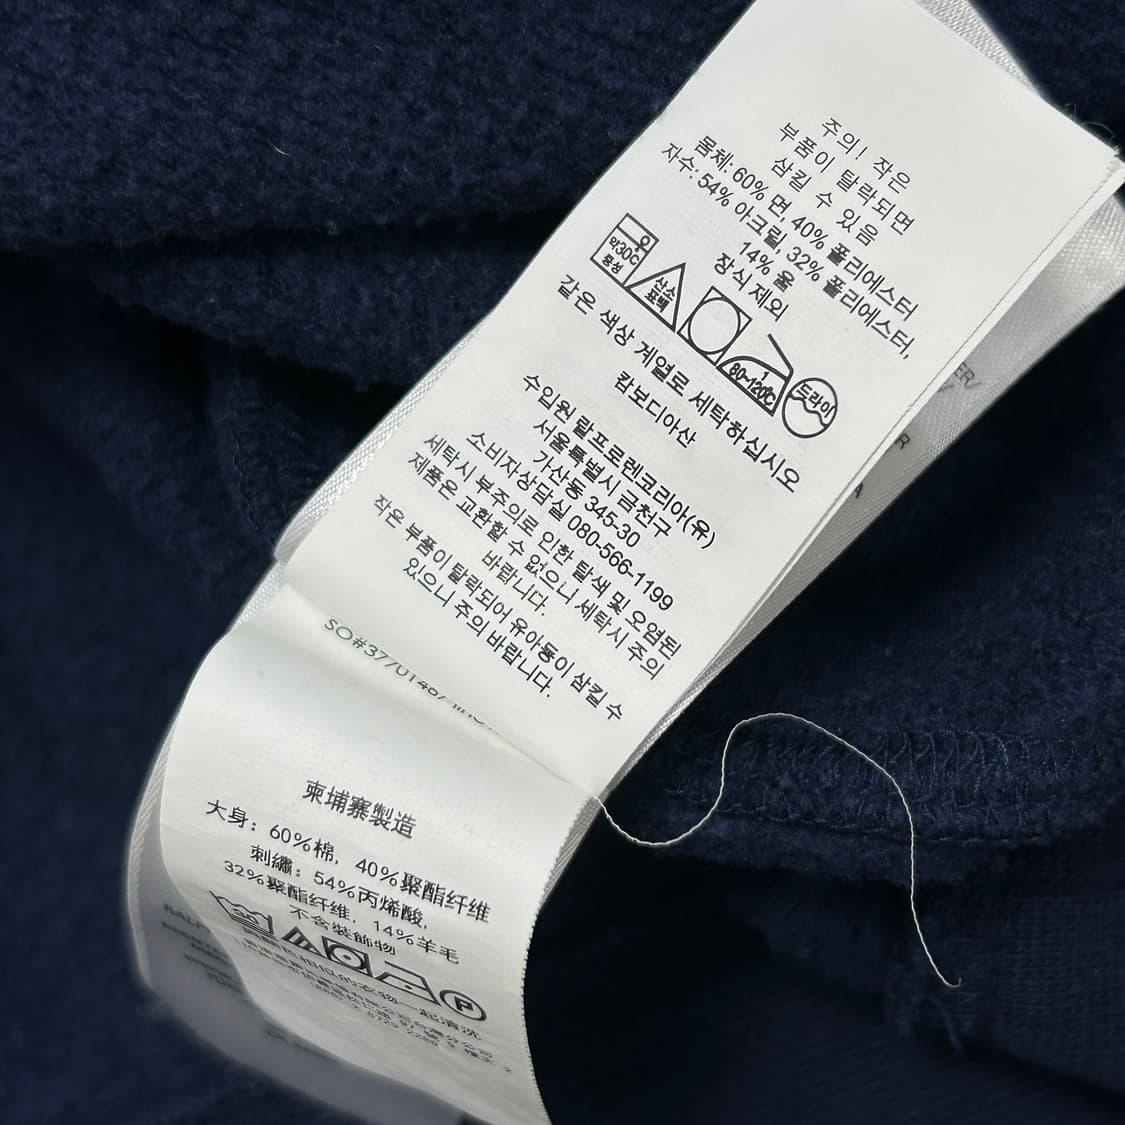 주의! 작은
부품이 탈락되면
삼킬 수 있음
몸체: 60% 면, 40% 폴리에스터
자수: 54% 아크릴, 32% 폴리에스터,
14% 울
장식 제외
약30℃
중성
산소
표백
80~120℃
드라이
같은 색상 계열로 세탁하십시오
캄보디아산
수입원 랄프로렌코리아(유)
서울특별시 금천구
가산동 345-30
소비자상담실 080-566-1199
세탁시 부주의로 인한 탈색 및 오염된
제품은 교환할 수 없으니 세탁시 주의
바랍니다.
작은 부품이 탈락되어 유아동이 삼킬 수
있으니 주의 바랍니다.
柬埔寨製造
大身: 60%棉, 40%聚酯纤维
刺繡: 54%丙烯酸,
32%聚酯纤维, 14%羊毛
不含裝飾物
30
P